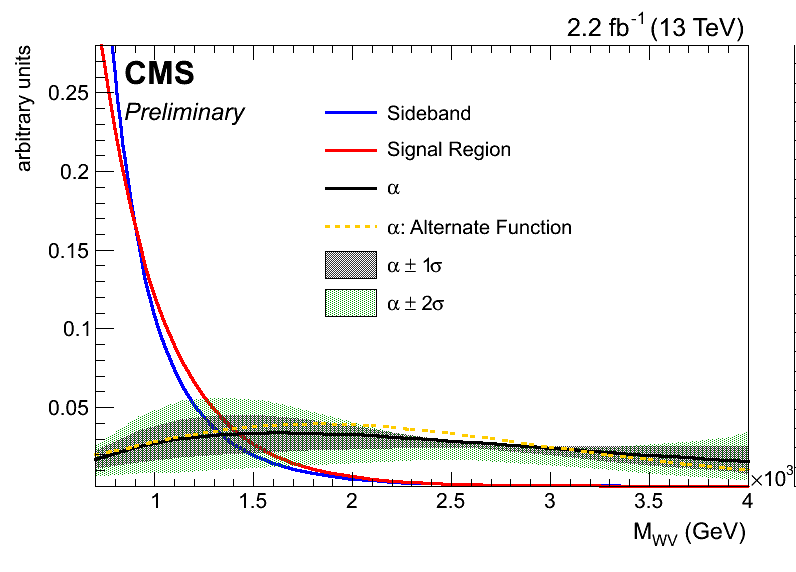 2.2 fb⁻¹ (13 TeV)
arbitrary units
CMS
Preliminary
Sideband
Signal Region
α
α: Alternate Function
α ± 1σ
α ± 2σ
0.25
0.2
0.15
0.1
0.05
1 1.5 2 2.5 3 3.5 4
×10³
M_WV (GeV)